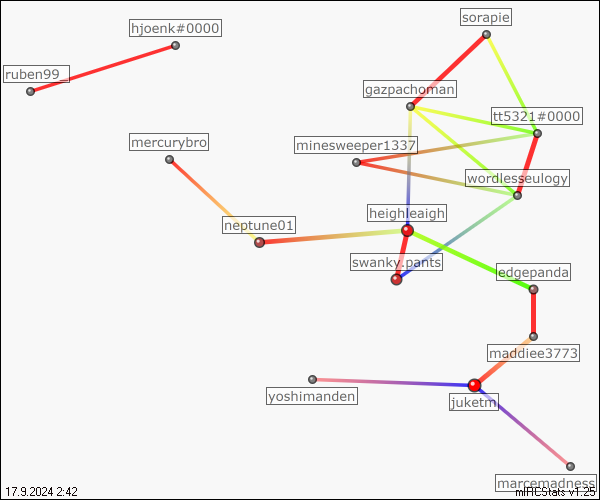 sorapie
hjoenk#0000
ruben99_
gazpachoman
tt5321#0000
mercurybro
minesweeper1337
wordlesseulogy
heighleaigh
neptune01
swanky.pants
edgepanda
maddiee3773
yoshimanden
juketm
marcemadness
17.9.2024 2:42
mIRCStats v1.25